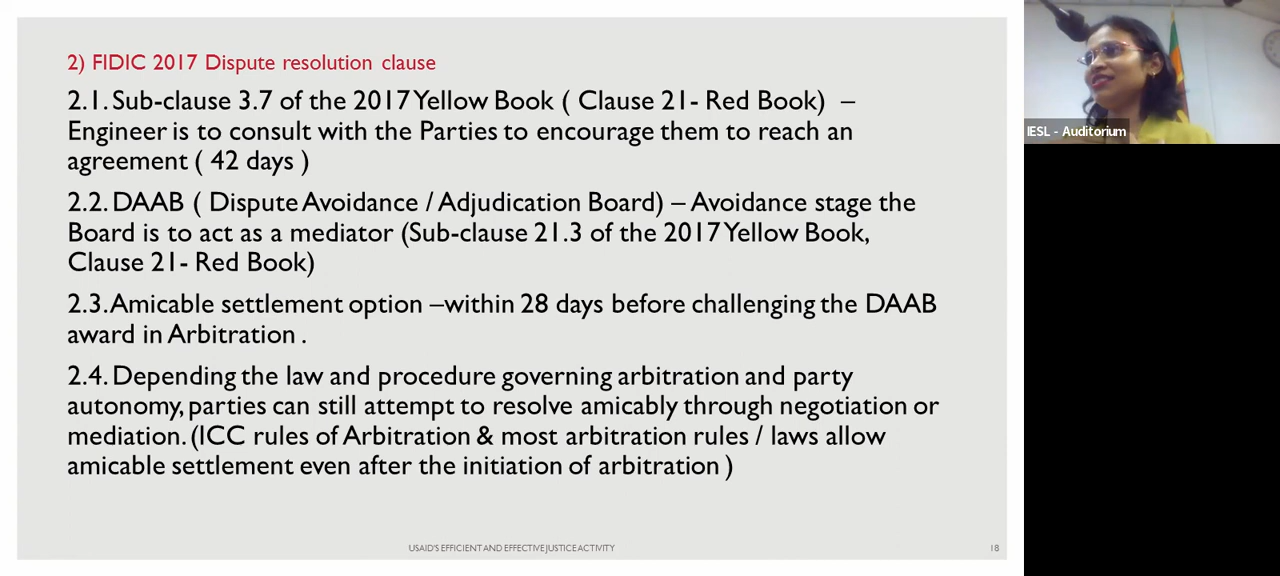 2) FIDIC 2017 Dispute resolution clause
2.1. Sub-clause 3.7 of the 2017 Yellow Book ( Clause 21- Red Book) –
Engineer is to consult with the Parties to encourage them to reach an
agreement ( 42 days )
2.2. DAAB ( Dispute Avoidance / Adjudication Board) – Avoidance stage the
Board is to act as a mediator (Sub-clause 21.3 of the 2017 Yellow Book,
Clause 21- Red Book)
2.3. Amicable settlement option –within 28 days before challenging the DAAB
award in Arbitration .
2.4. Depending the law and procedure governing arbitration and party
autonomy, parties can still attempt to resolve amicably through negotiation or
mediation. (ICC rules of Arbitration & most arbitration rules / laws allow
amicable settlement even after the initiation of arbitration )
USAID'S EFFICIENT AND EFFECTIVE JUSTICE ACTIVITY
18
IESL - Auditorium